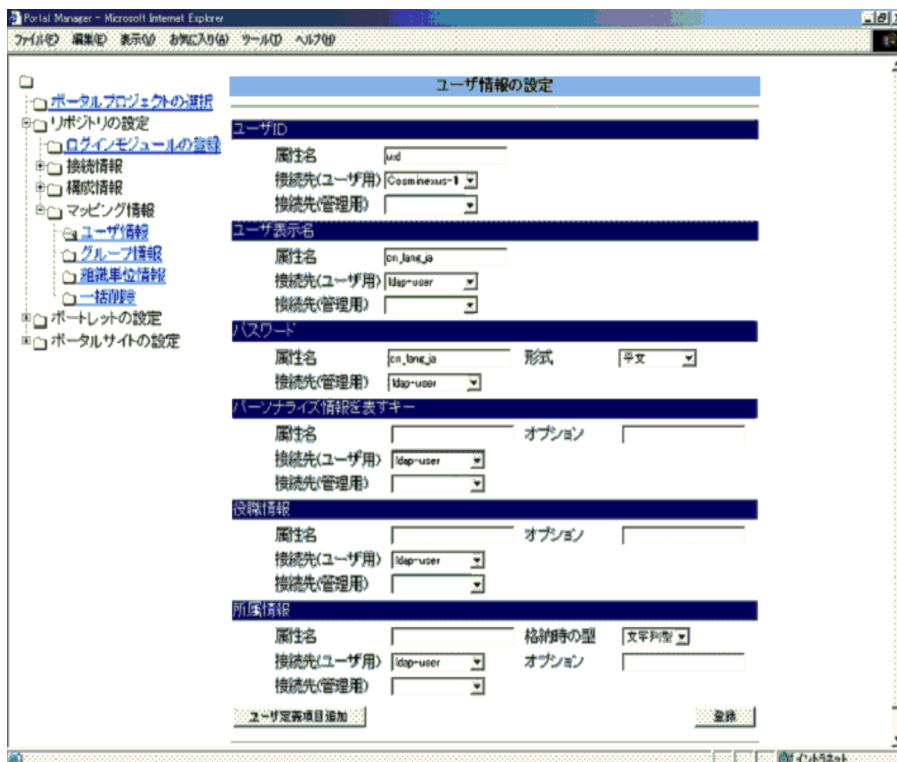 Portal Manager - Microsoft Internet Explorer
ファイル(F) 編集(E) 表示(V) お気に入り(A) ツール(T) ヘルプ(H)
ポータルプロジェクトの選択
リポジトリの設定
ログインモジュールの登録
接続情報
構成情報
マッピング情報
ユーザ情報
グループ情報
組織単位情報
一括削除
ポートレットの設定
ポータルサイトの設定
ユーザ情報の設定
ユーザID
属性名 uid
接続先(ユーザ用) Cosminexus-1
接続先(管理用)
ユーザ表示名
属性名 cn_lang_ja
接続先(ユーザ用) ldap-user
接続先(管理用)
パスワード
属性名 cn_lang_ja 形式 平文
接続先(管理用) ldap-user
パーソナライズ情報を表すキー
属性名 オプション
接続先(ユーザ用) ldap-user
接続先(管理用)
役職情報
属性名 オプション
接続先(ユーザ用) ldap-user
接続先(管理用)
所属情報
属性名 格納時の型 文字列型
接続先(ユーザ用) ldap-user オプション
接続先(管理用)
ユーザ定義項目追加 登録
イントラネット